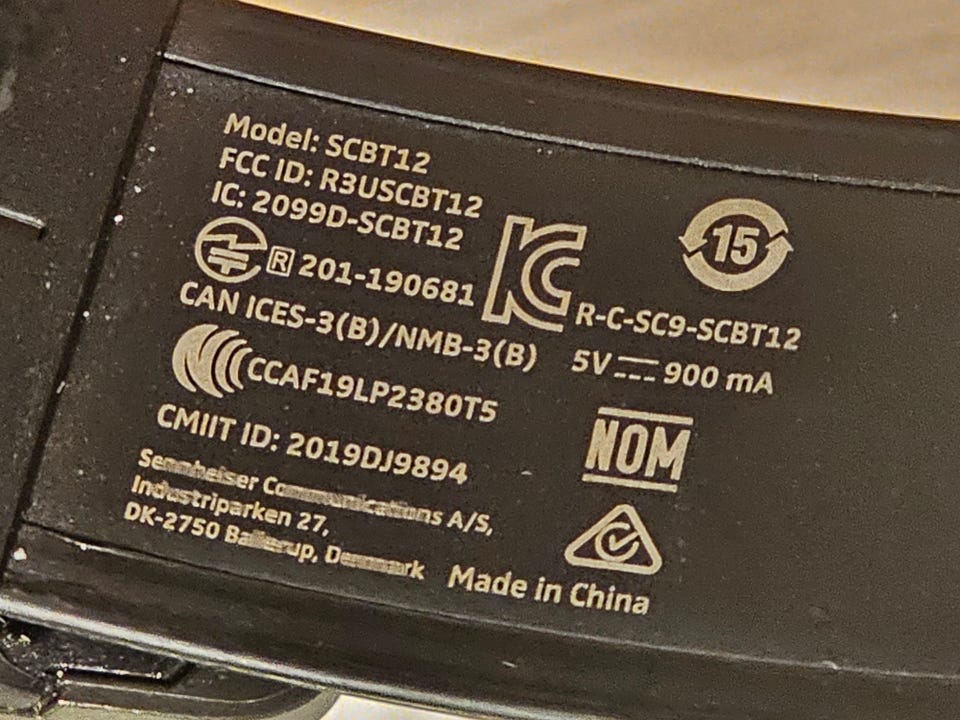 Model: SCBT12
FCC ID: R3USCBT12
IC: 2099D-SCBT12
R 201-190681
CAN ICES-3(B)/NMB-3(B)
CCAF19LP2380T5
CMIIT ID: 2019DJ9894
Sennheiser Communications A/S,
Industriparken 27,
DK-2750 Ballerup, Denmark
KC
15
R-C-SC9-SCBT12
5V 900 mA
NOM
Made in China